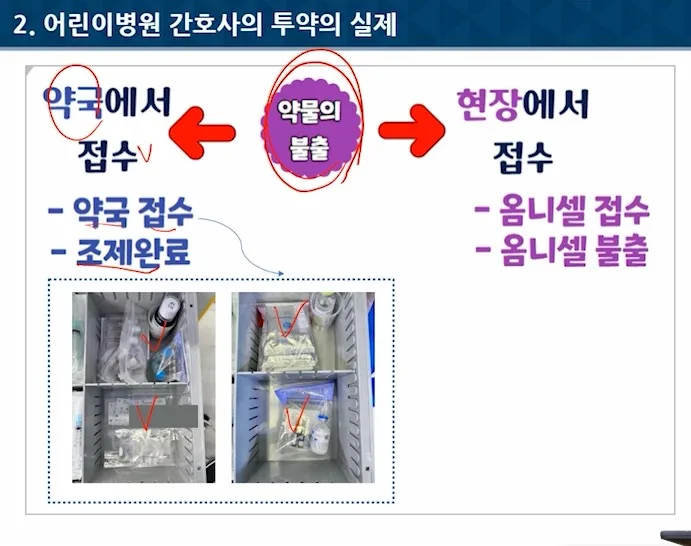 2. 어린이병원 간호사의 투약의 실제
약국에서
접수
- 약국 접수
- 조제완료
약물의
불출
현장에서
접수
- 옴니셀 접수
- 옴니셀 불출